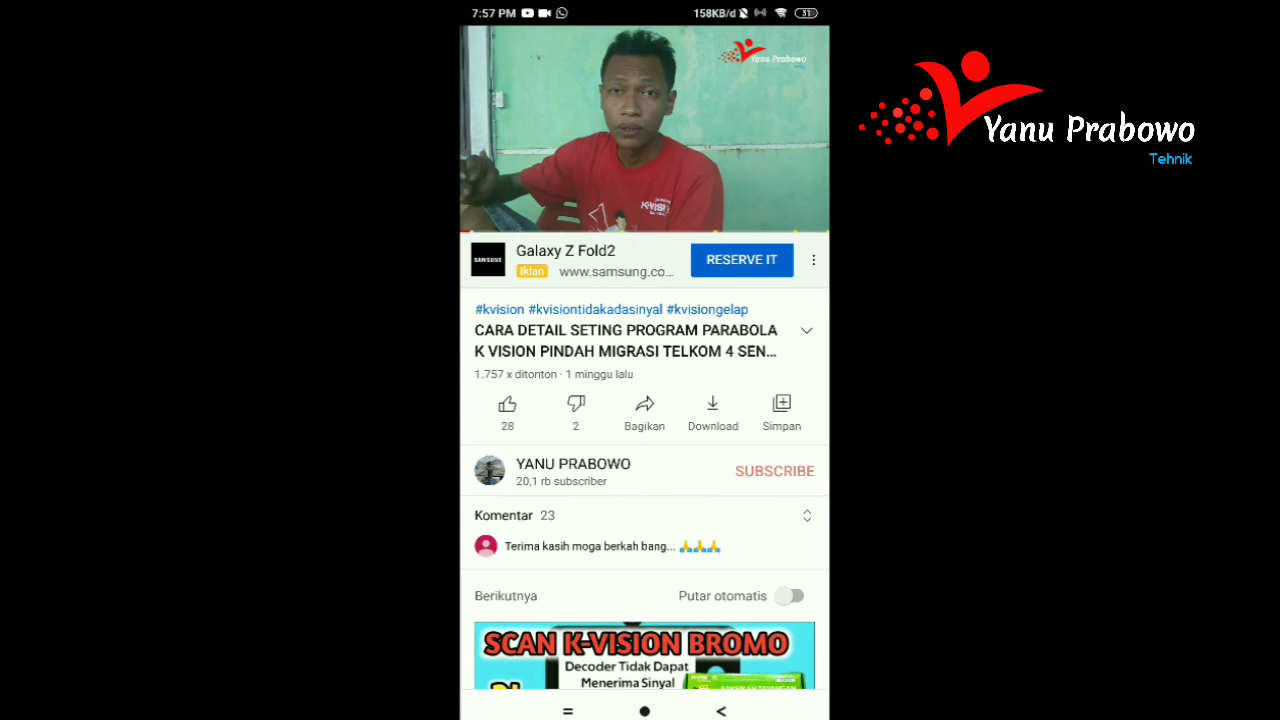 7:57 PM
158KB/d
31
Yanu Prabowo
K-VISI
Yanu Prabowo
Tehnik
SAMSUNG
Galaxy Z Fold2
Iklan www.samsung.co...
RESERVE IT
#kvision #kvisiontidakadasinyal #kvisiongelap
CARA DETAIL SETING PROGRAM PARABOLA
K VISION PINDAH MIGRASI TELKOM 4 SEN...
1.757 x ditonton · 1 minggu lalu
28
2
Bagikan
Download
Simpan
YANU PRABOWO
20,1 rb subscriber
SUBSCRIBE
Komentar 23
Terima kasih moga berkah bang... 🙏🙏🙏
Berikutnya
Putar otomatis
SCAN K-VISION BROMO
Decoder Tidak Dapat
Menerima Sinyal